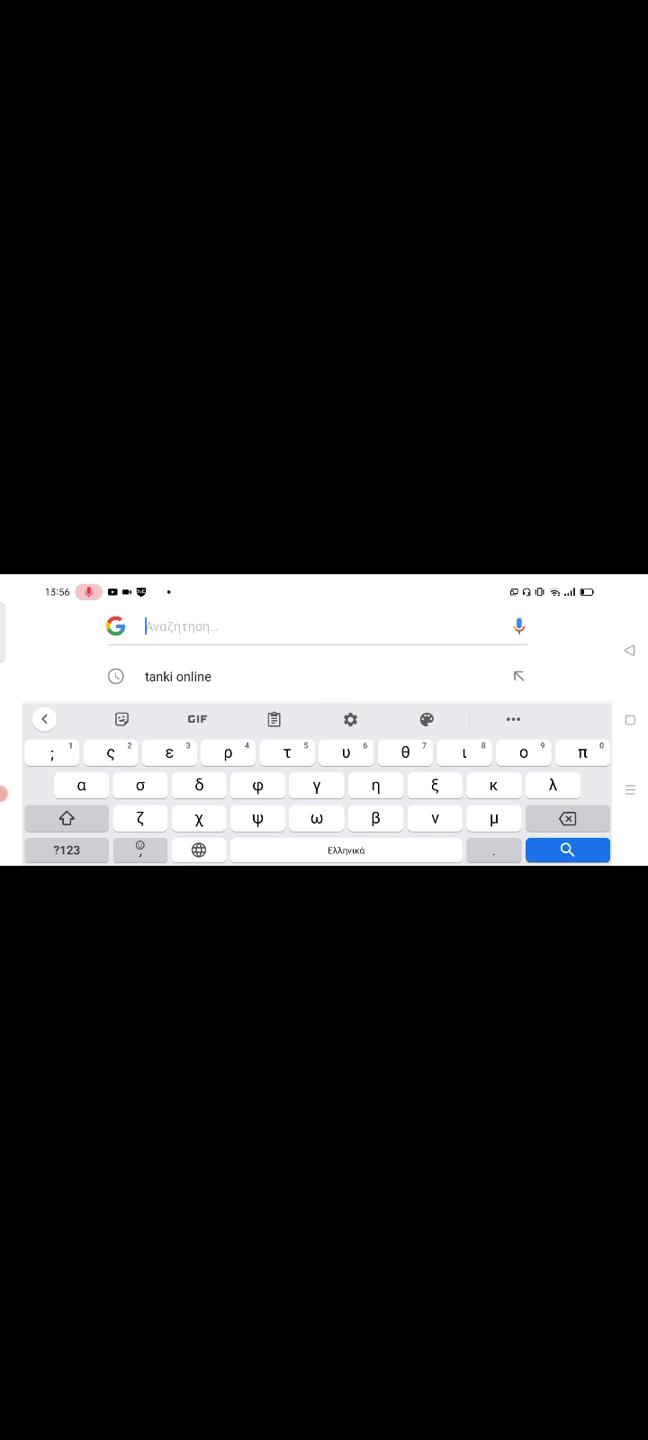 13:56
Αναζήτηση...
tanki online
GIF
; 1 ς 2 ε 3 ρ 4 τ 5 υ 6 θ 7 ι 8 ο 9 π 0
α σ δ φ γ η ξ κ λ
ζ χ ψ ω β ν μ
?123 , Ελληνικά .